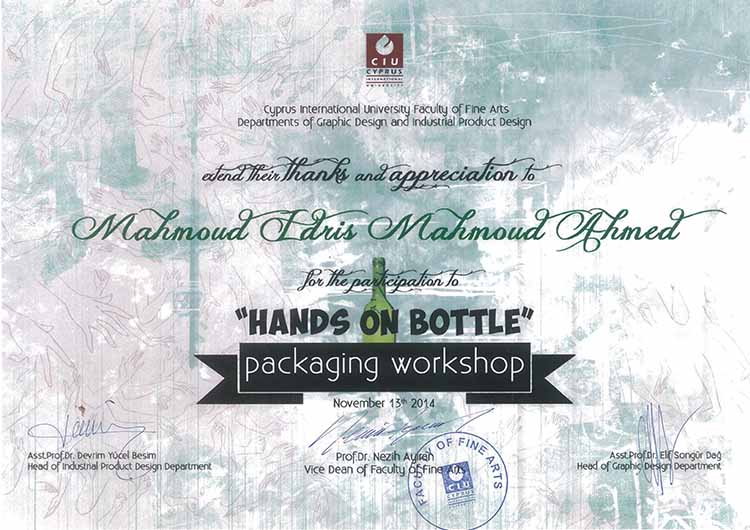 CIU
CYPRUS
INTERNATIONAL
UNIVERSITY
Cyprus International University Faculty of Fine Arts
Departments of Graphic Design and Industrial Product Design
extend their thanks and appreciation to
Mahmoud Idris Mahmoud Ahmed
for the participation to
"HANDS ON BOTTLE"
packaging workshop
November 13th 2014
Asst.Prof.Dr. Devrim Yücel Besim
Head of Industrial Product Design Department
Prof.Dr. Nezih Ayıran
Vice Dean of Faculty of Fine Arts
FACULTY OF FINE ARTS
CIU
CYPRUS
Asst.Prof.Dr. Elif Songür Dağ
Head of Graphic Design Department